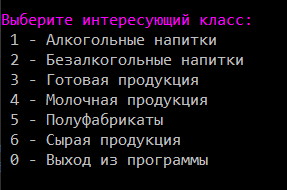 Выберите интересующий класс:
1 - Алкогольные напитки
2 - Безалкогольные напитки
3 - Готовая продукция
4 - Молочная продукция
5 - Полуфабрикаты
6 - Сырая продукция
0 - Выход из программы